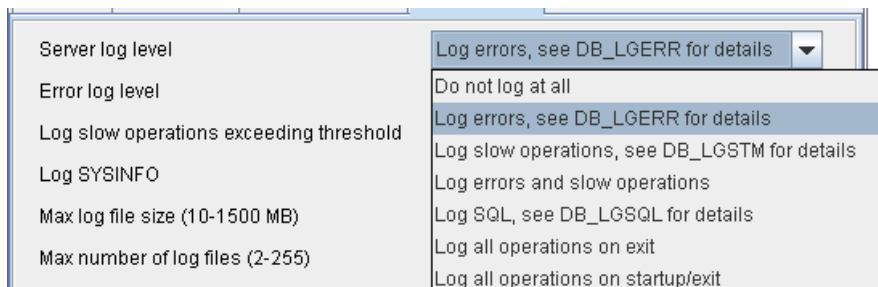 Server log level
Log errors, see DB_LGERR for details
Error log level
Do not log at all
Log errors, see DB_LGERR for details
Log slow operations exceeding threshold
Log slow operations, see DB_LGSTM for details
Log SYSINFO
Log errors and slow operations
Max log file size (10-1500 MB)
Log SQL, see DB_LGSQL for details
Max number of log files (2-255)
Log all operations on exit
Log all operations on startup/exit